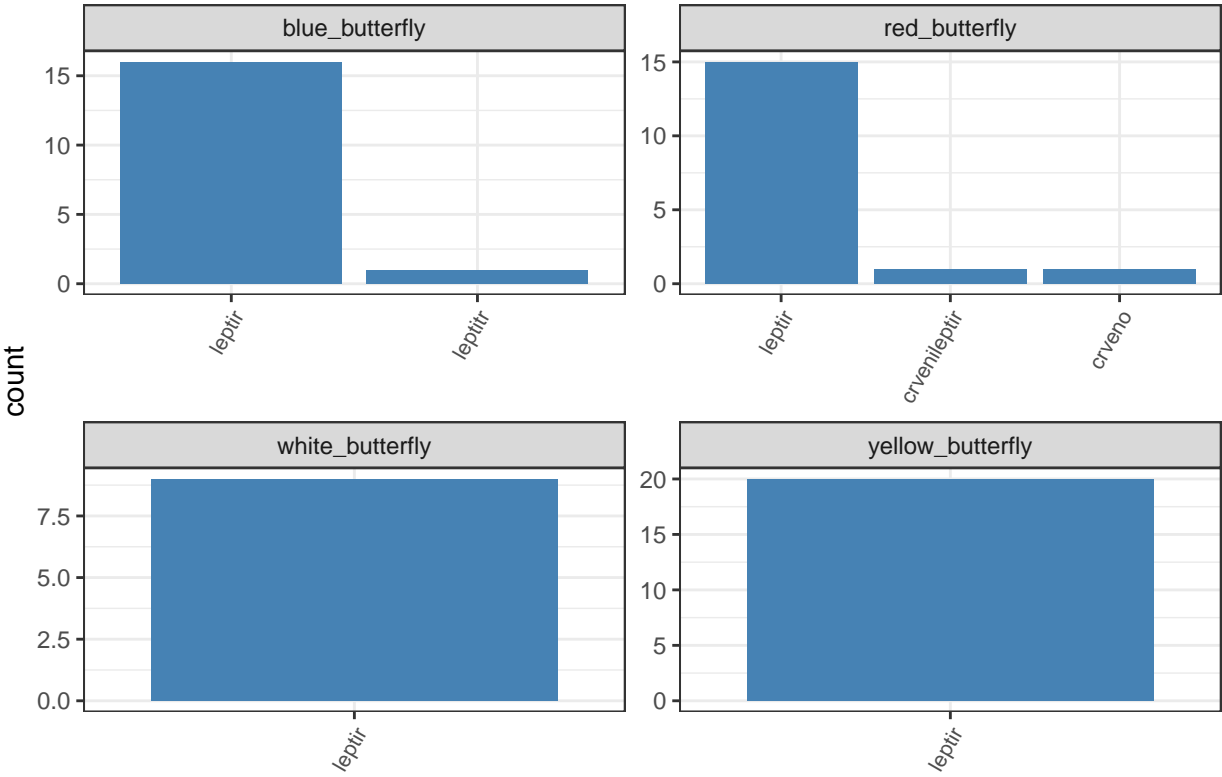 blue_butterfly
red_butterfly
15
10
5
0
15
10
5
0
leptir
leptitr
leptir
crvenileptir
crveno
count
white_butterfly
yellow_butterfly
7.5
5.0
2.5
0.0
20
15
10
5
0
leptir
leptir